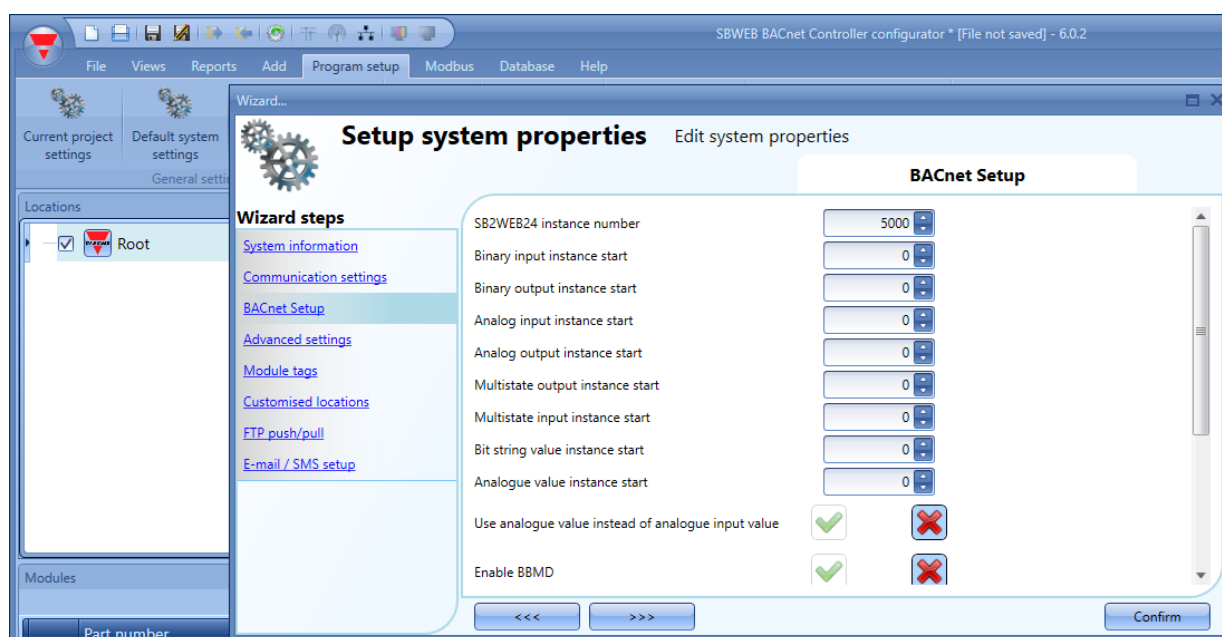 SBWEB BACnet Controller configurator * [File not saved] - 6.0.2
File Views Reports Add Program setup Modbus Database Help
Current project settings
Default system settings
General setti
Wizard...
Setup system properties Edit system properties
BACnet Setup
Locations
Root
Wizard steps
System information
Communication settings
BACnet Setup
Advanced settings
Module tags
Customised locations
FTP push/pull
E-mail / SMS setup
SB2WEB24 instance number 5000
Binary input instance start 0
Binary output instance start 0
Analog input instance start 0
Analog output instance start 0
Multistate output instance start 0
Multistate input instance start 0
Bit string value instance start 0
Analogue value instance start 0
Use analogue value instead of analogue input value
Enable BBMD
<<< >>> Confirm
Modules
Part number